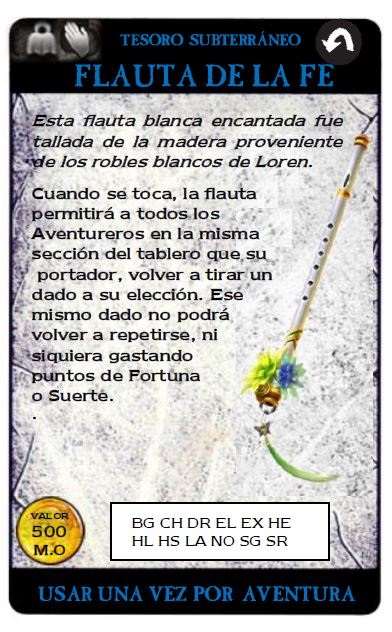 TESORO SUBTERRÁNEO
FLAUTA DE LA FE
Esta flauta blanca encantada fue
tallada de la madera proveniente
de los robles blancos de Loren.
Cuando se toca, la flauta
permitirá a todos los
Aventureros en la misma
sección del tablero que su
portador, volver a tirar un
dado a su elección. Ese
mismo dado no podrá
volver a repetirse, ni
siquiera gastando
puntos de Fortuna
o Suerte.
.
VALOR
500
M.O
BG CH DR EL EX HE
HL HS LA NO SG SR
USAR UNA VEZ POR AVENTURA